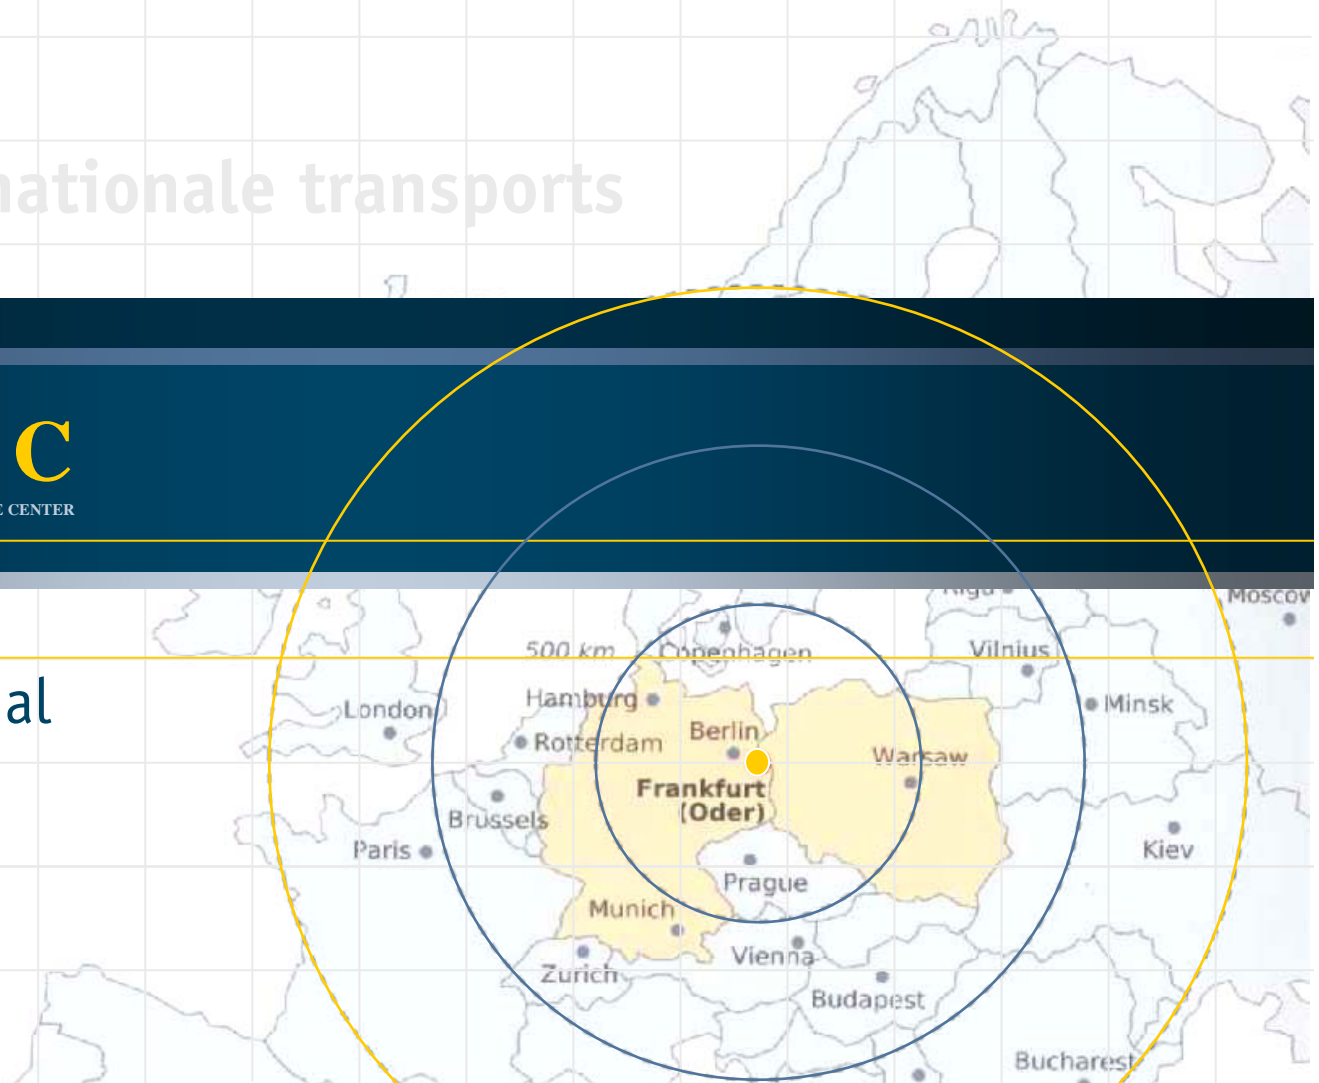 nationale transports
C
E CENTER
Riga
Moscow
500 km
Copenhagen
Vilnius
al
Hamburg
London
Minsk
Berlin
Rotterdam
Warsaw
Frankfurt
(Oder)
Brussels
Paris
Kiev
Prague
Munich
Vienna
Zurich
Budapest
Bucharest